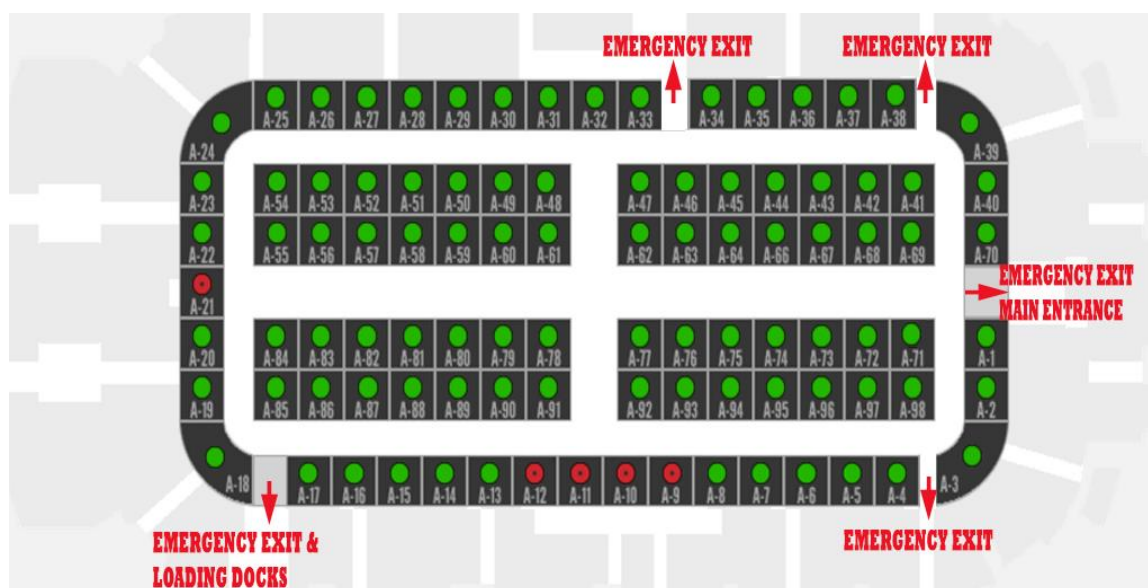 EMERGENCY EXIT EMERGENCY EXIT
A-25 A-26 A-27 A-28 A-29 A-30 A-31 A-32 A-33 A-34 A-35 A-36 A-37 A-38
A-24 A-39
A-23 A-54 A-53 A-52 A-51 A-50 A-49 A-48 A-47 A-46 A-45 A-44 A-43 A-42 A-41 A-40
A-22 A-55 A-56 A-57 A-58 A-59 A-60 A-61 A-62 A-63 A-64 A-66 A-67 A-68 A-69 A-70
A-21
EMERGENCY EXIT
MAIN ENTRANCE
A-20 A-84 A-83 A-82 A-81 A-80 A-79 A-78 A-77 A-76 A-75 A-74 A-73 A-72 A-71 A-1
A-19 A-85 A-86 A-87 A-88 A-89 A-90 A-91 A-92 A-93 A-94 A-95 A-96 A-97 A-98 A-2
A-18 A-17 A-16 A-15 A-14 A-13 A-12 A-11 A-10 A-9 A-8 A-7 A-6 A-5 A-4 A-3
EMERGENCY EXIT &
LOADING DOCKS
EMERGENCY EXIT